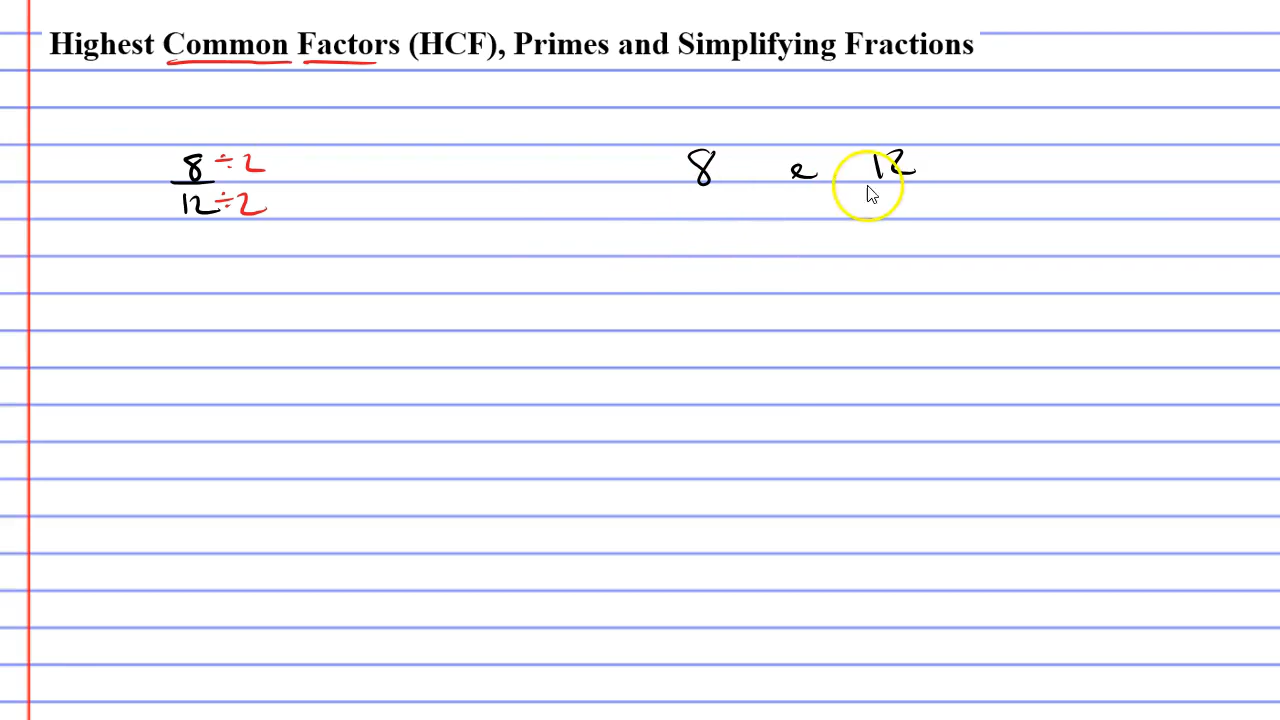 Highest Common Factors (HCF), Primes and Simplifying Fractions
8 ÷2
12 ÷2
8 e 12